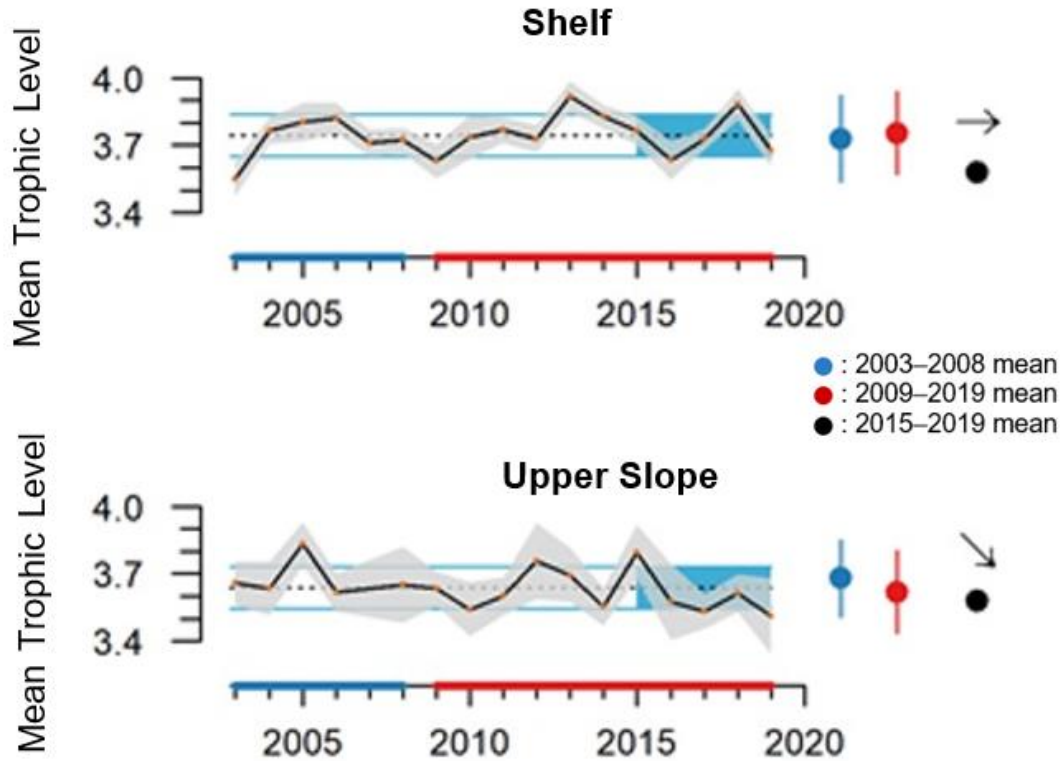 Shelf
Mean Trophic Level
4.0
3.7
3.4
2005 2010 2015 2020
: 2003–2008 mean
: 2009–2019 mean
: 2015–2019 mean
Upper Slope
Mean Trophic Level
4.0
3.7
3.4
2005 2010 2015 2020